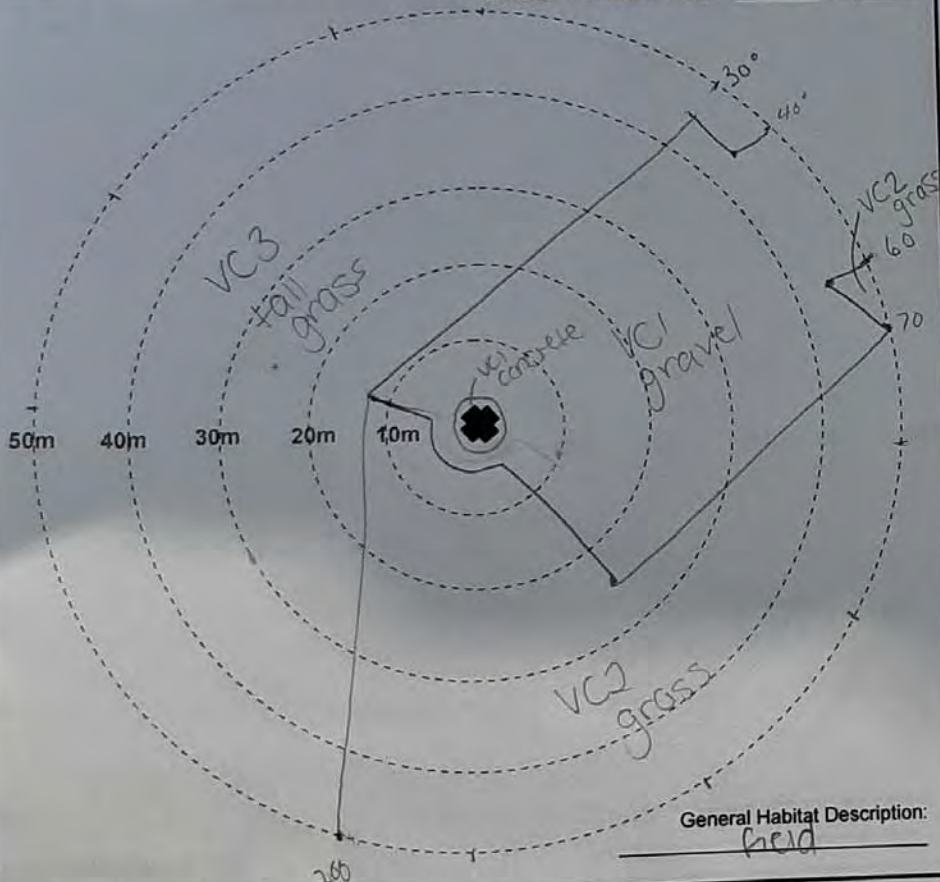 30°
40°
VC2
grass
60
70
VC3
tall
grass
VC1
concrete
VC1
gravel
50m 40m 30m 20m 10m
VC2
grass
General Habitat Description:
field
200